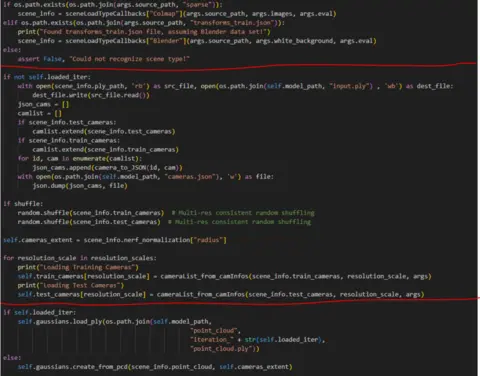 if os.path.exists(os.path.join(args.source_path, "sparse")):
scene_info = sceneLoadTypeCallbacks["Colmap"](args.source_path, args.images, args.eval)
elif os.path.exists(os.path.join(args.source_path, "transforms_train.json")):
print("Found transforms_train.json file, assuming Blender data set!")
scene_info = sceneLoadTypeCallbacks["Blender"](args.source_path, args.white_background, args.eval)
else:
assert False, "Could not recognize scene type!"
if not self.loaded_iter:
with open(scene_info.ply_path, 'rb') as src_file, open(os.path.join(self.model_path, "input.ply") , 'wb') as dest_file:
dest_file.write(src_file.read())
json_cams = []
camlist = []
if scene_info.test_cameras:
camlist.extend(scene_info.test_cameras)
if scene_info.train_cameras:
camlist.extend(scene_info.train_cameras)
for id, cam in enumerate(camlist):
json_cams.append(camera_to_JSON(id, cam))
with open(os.path.join(self.model_path, "cameras.json"), 'w') as file:
json.dump(json_cams, file)
if shuffle:
random.shuffle(scene_info.train_cameras)  # Multi-res consistent random shuffling
random.shuffle(scene_info.test_cameras)  # Multi-res consistent random shuffling
self.cameras_extent = scene_info.nerf_normalization["radius"]
for resolution_scale in resolution_scales:
print("Loading Training Cameras")
self.train_cameras[resolution_scale] = cameraList_from_camInfos(scene_info.train_cameras, resolution_scale, args)
print("Loading Test Cameras")
self.test_cameras[resolution_scale] = cameraList_from_camInfos(scene_info.test_cameras, resolution_scale, args)
if self.loaded_iter:
self.gaussians.load_ply(os.path.join(self.model_path,
"point_cloud",
"iteration_" + str(self.loaded_iter),
"point_cloud.ply"))
else:
self.gaussians.create_from_pcd(scene_info.point_cloud, self.cameras_extent)